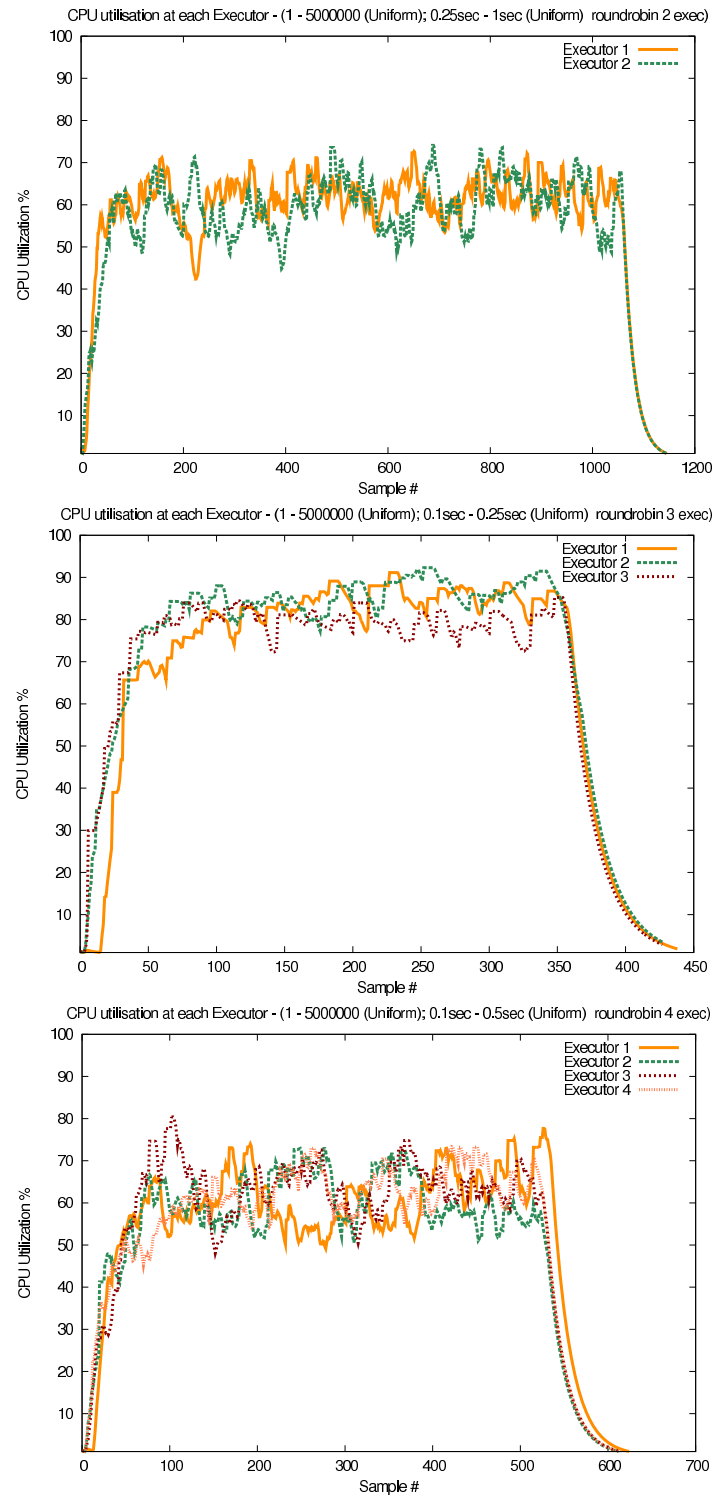 CPU utilisation at each Executor - (1 - 5000000 (Uniform); 0.25sec - 1sec (Uniform) roundrobin 2 exec)
100
90
80
70
60
50
40
30
20
10
CPU Utilization %
Executor 1
Executor 2
0 200 400 600 800 1000 1200
Sample #
CPU utilisation at each Executor - (1 - 5000000 (Uniform); 0.1sec - 0.25sec (Uniform) roundrobin 3 exec)
100
90
80
70
60
50
40
30
20
10
CPU Utilization %
Executor 1
Executor 2
Executor 3
0 50 100 150 200 250 300 350 400 450
Sample #
CPU utilisation at each Executor - (1 - 5000000 (Uniform); 0.1sec - 0.5sec (Uniform) roundrobin 4 exec)
100
90
80
70
60
50
40
30
20
10
CPU Utilization %
Executor 1
Executor 2
Executor 3
Executor 4
0 100 200 300 400 500 600 700
Sample #